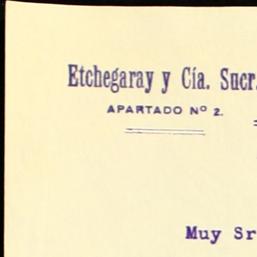 Etchegaray y Cía. Sucr.
APARTADO Nº 2.
Muy Sr